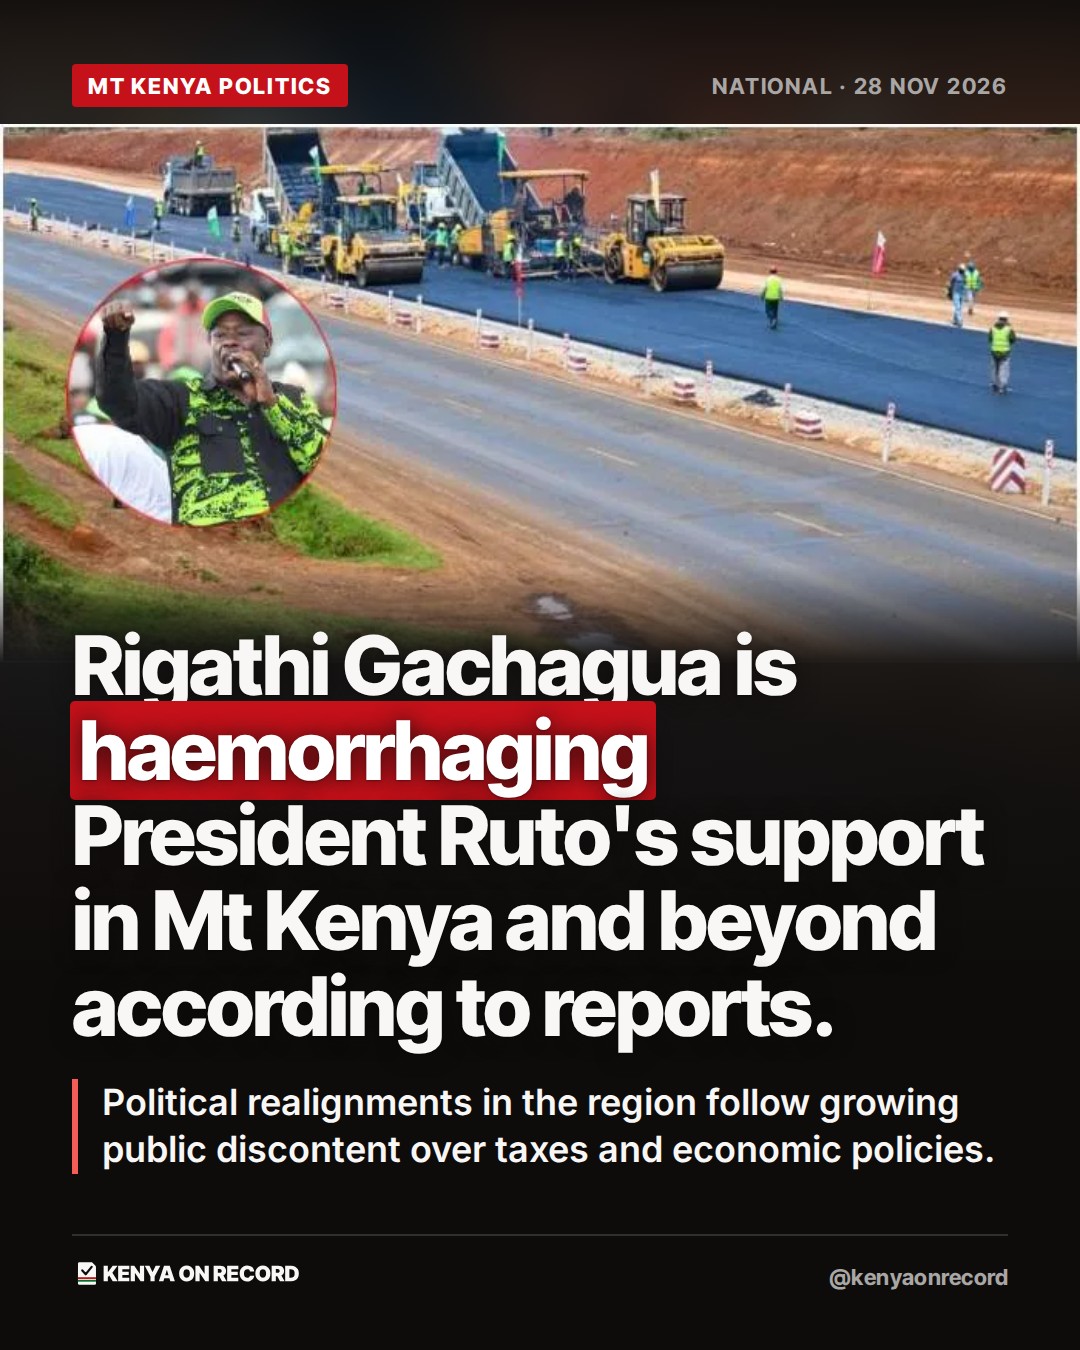 MT KENYA POLITICS
NATIONAL · 28 NOV 2026
Rigathi Gachagua is
haemorrhaging
President Ruto's support
in Mt Kenya and beyond
according to reports.
Political realignments in the region follow growing
public discontent over taxes and economic policies.
KENYA ON RECORD
@kenyaonrecord